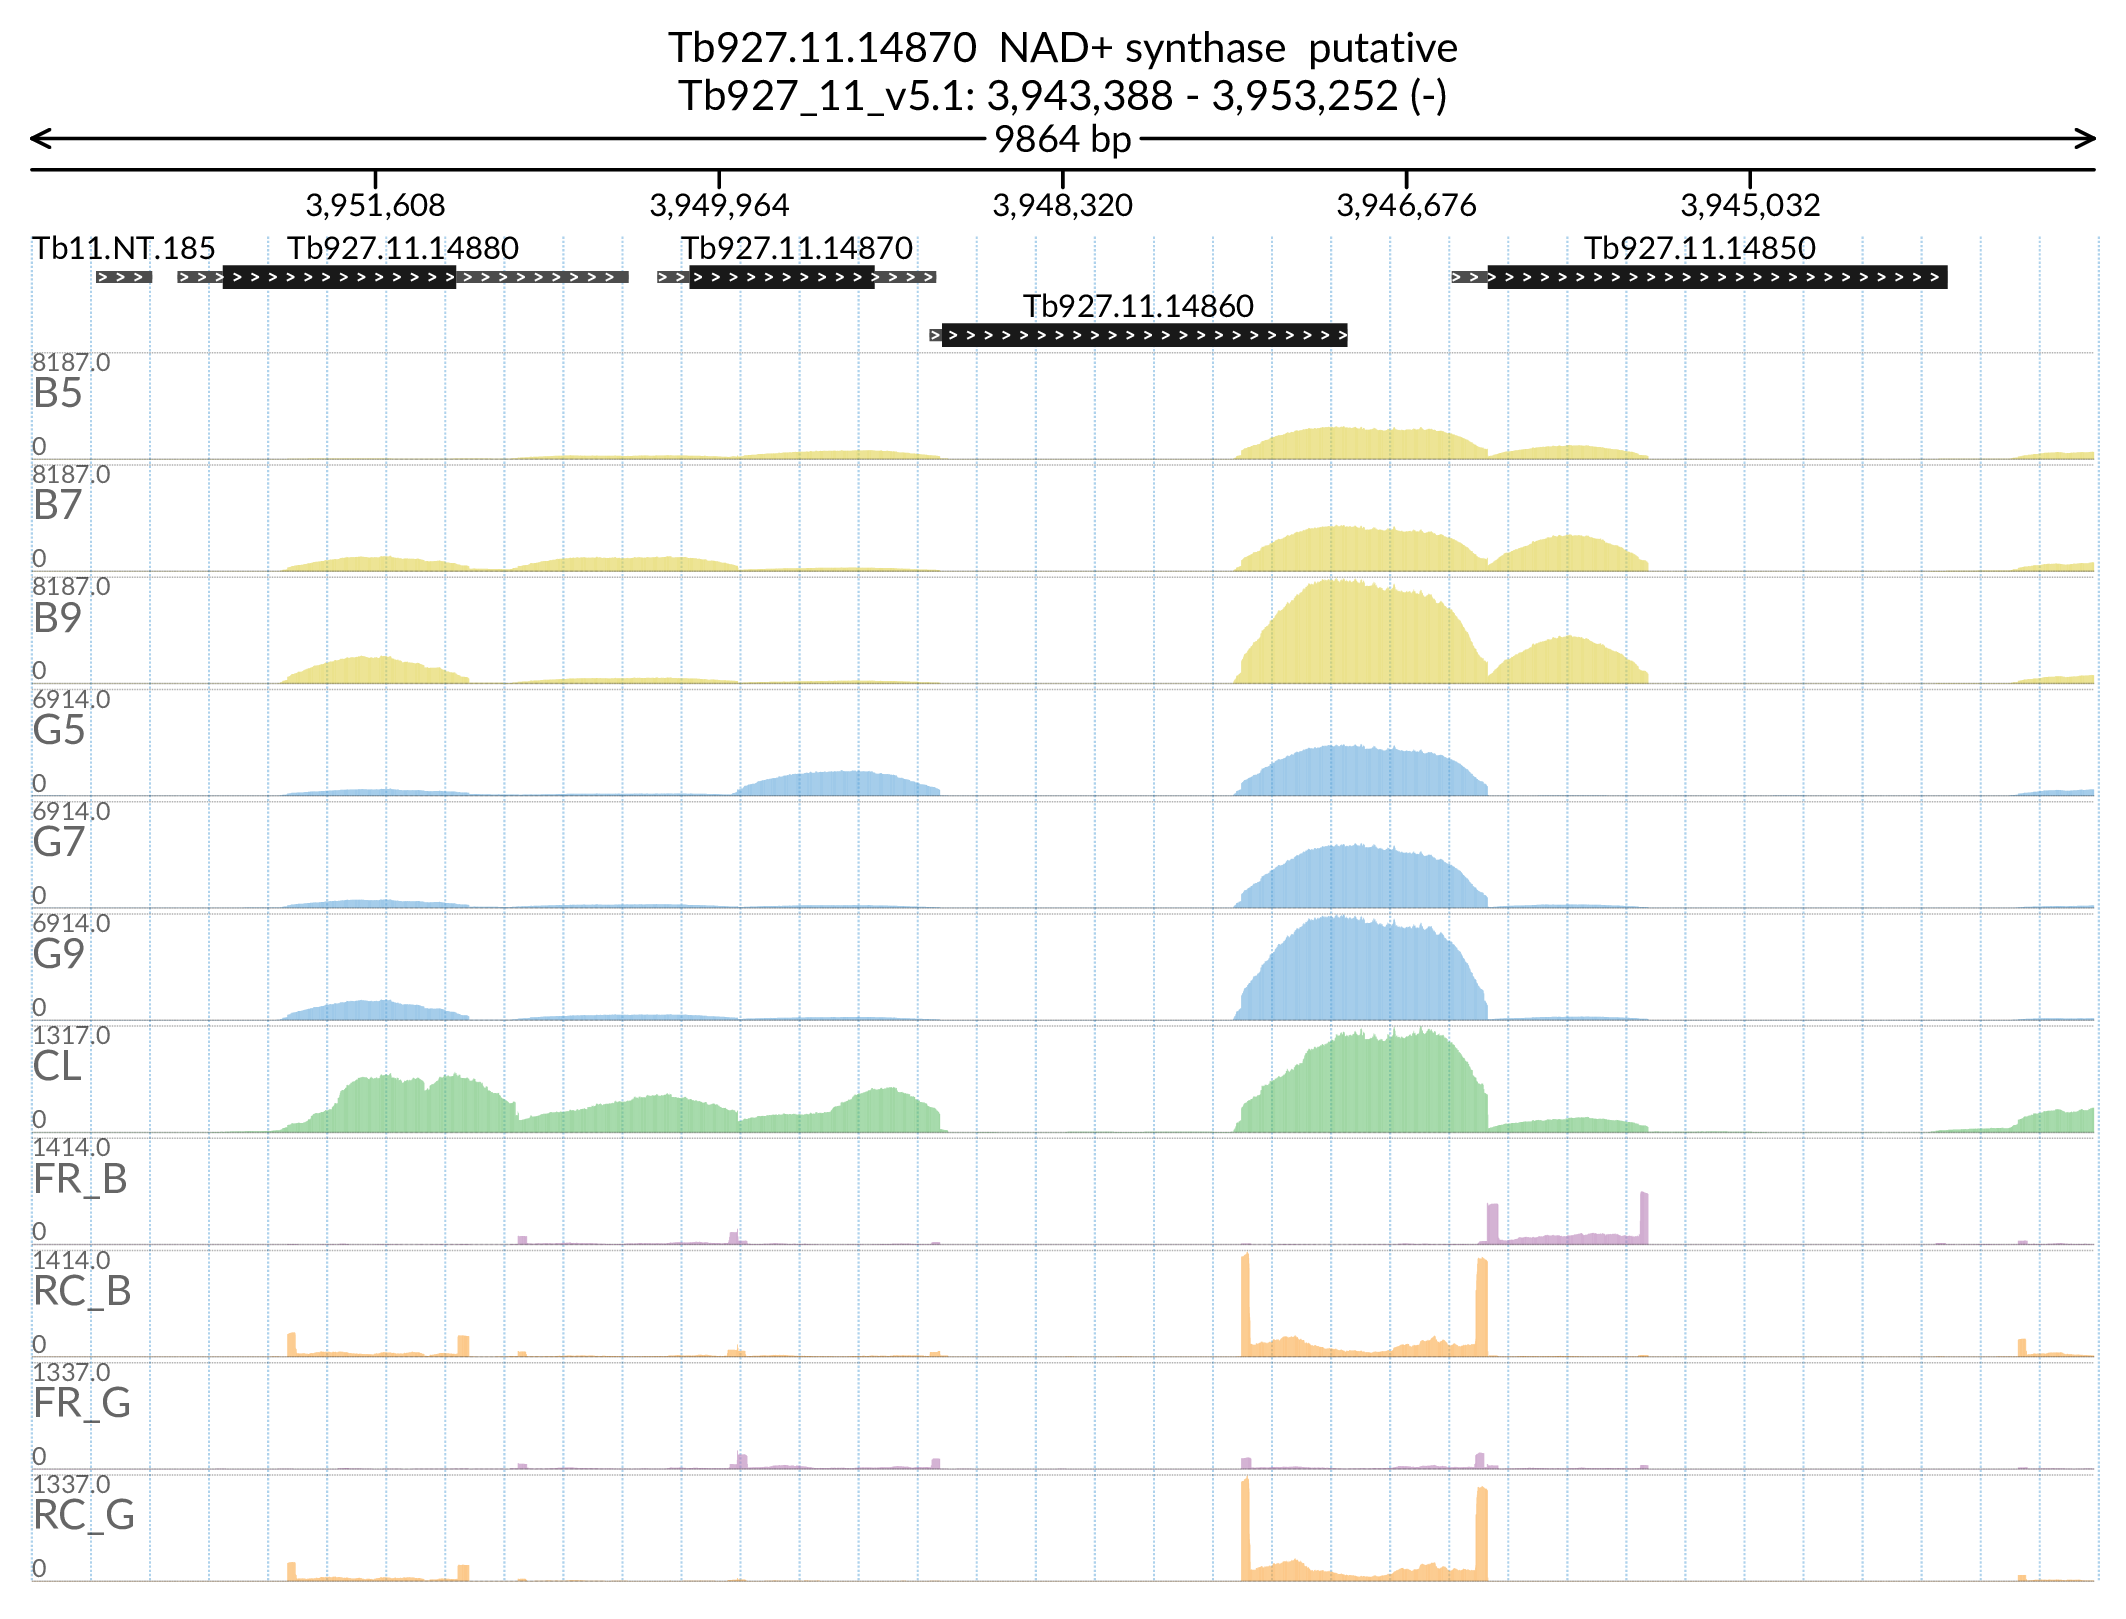 Tb927.11.14870 NAD+ synthase putative
Tb927_11_v5.1: 3,943,388 - 3,953,252 (-)
9864 bp
3,951,608 3,949,964 3,948,320 3,946,676 3,945,032
Tb11.NT.185 Tb927.11.14880 Tb927.11.14870 Tb927.11.14850
Tb927.11.14860
8187.0
B5
0
8187.0
B7
0
8187.0
B9
0
6914.0
G5
0
6914.0
G7
0
6914.0
G9
0
1317.0
CL
0
1414.0
FR_B
0
1414.0
RC_B
0
1337.0
FR_G
0
1337.0
RC_G
0